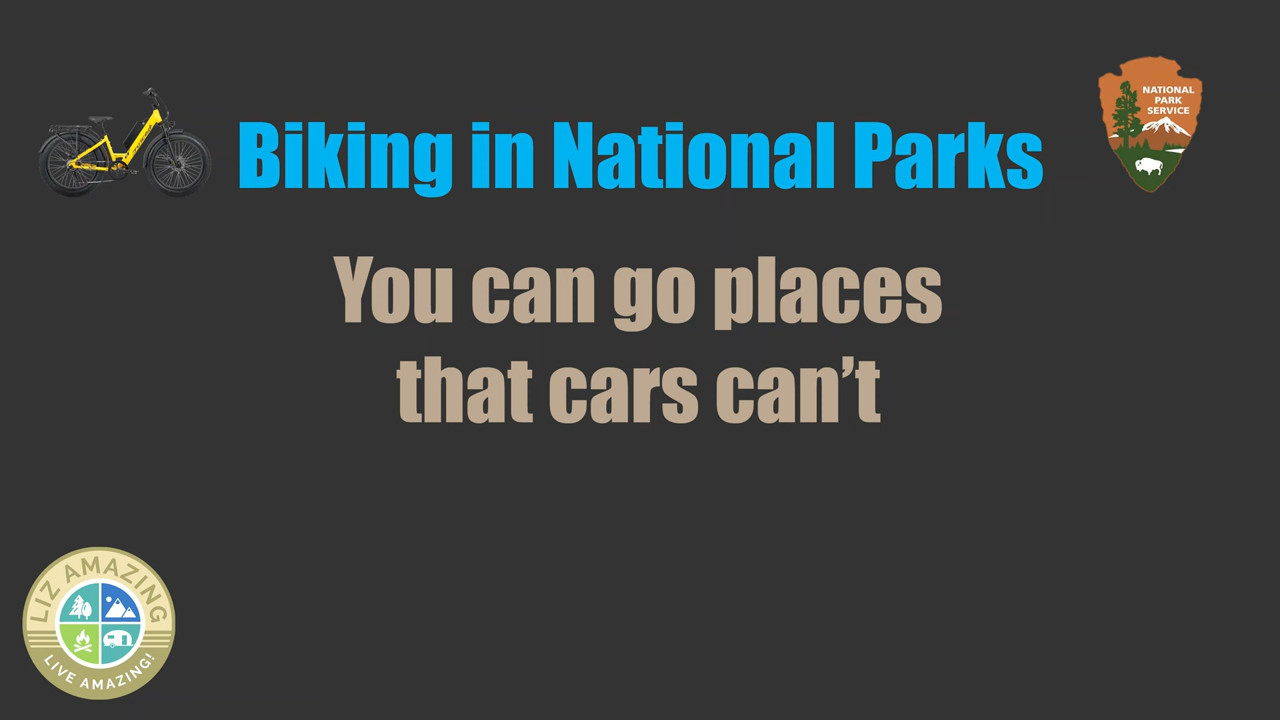 Biking in National Parks
NATIONAL
PARK
SERVICE
You can go places
that cars can’t
LIZ AMAZING
LIVE AMAZING!